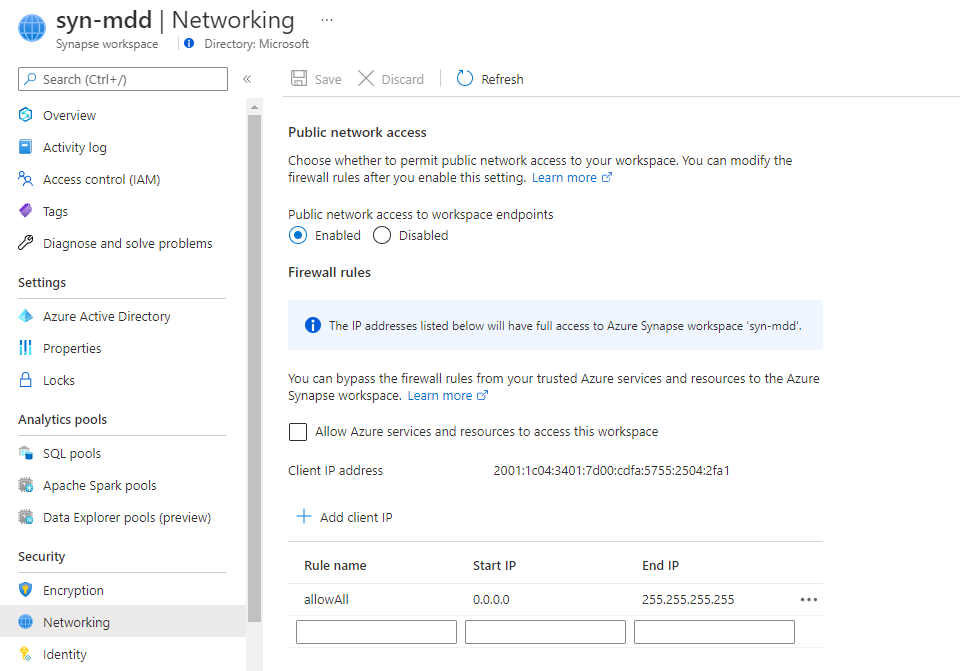 syn-mdd | Networking ...
Synapse workspace
Directory: Microsoft
Search (Ctrl+/)
«
Save
Discard
Refresh
Overview
Activity log
Access control (IAM)
Tags
Diagnose and solve problems
Settings
Azure Active Directory
Properties
Locks
Analytics pools
SQL pools
Apache Spark pools
Data Explorer pools (preview)
Security
Encryption
Networking
Identity
Public network access
Choose whether to permit public network access to your workspace. You can modify the
firewall rules after you enable this setting. Learn more
Public network access to workspace endpoints
Enabled Disabled
Firewall rules
The IP addresses listed below will have full access to Azure Synapse workspace 'syn-mdd'.
You can bypass the firewall rules from your trusted Azure services and resources to the Azure
Synapse workspace. Learn more
Allow Azure services and resources to access this workspace
Client IP address 2001:1c04:3401:7d00:cdfa:5755:2504:2fa1
Add client IP
Rule name Start IP End IP
allowAll 0.0.0.0 255.255.255.255 ...